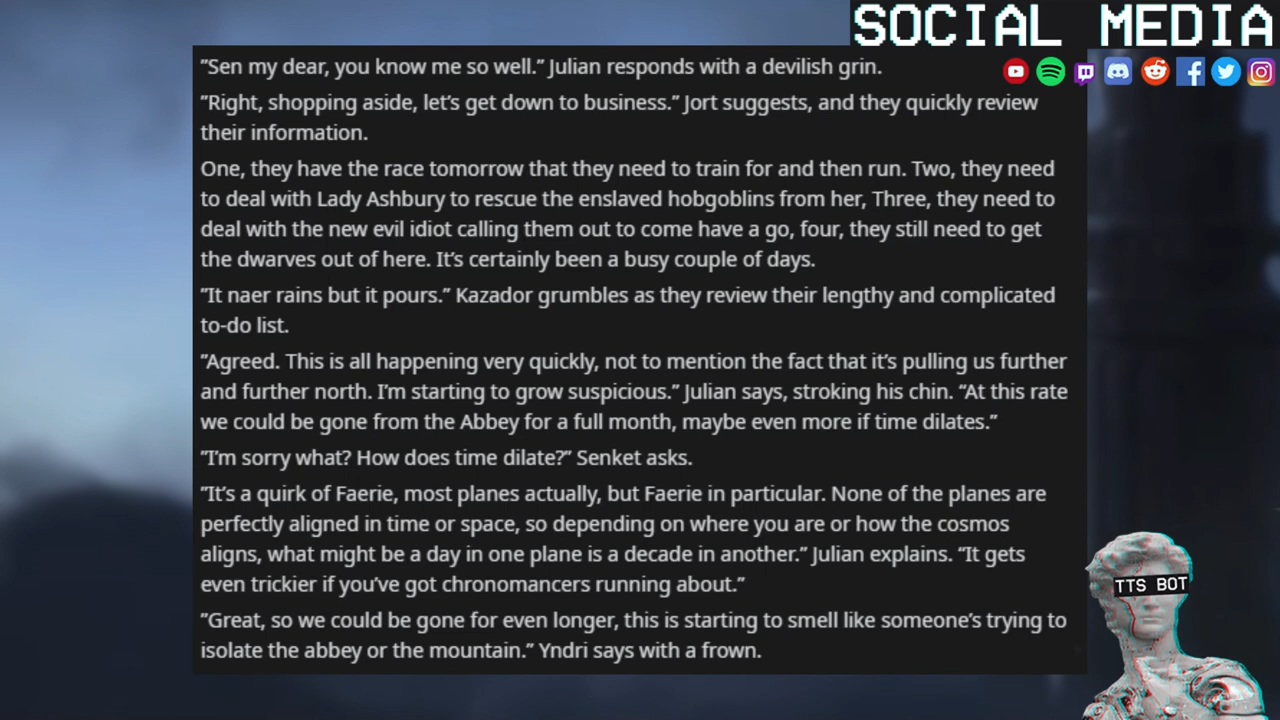 SOCIAL MEDIA
"Sen my dear, you know me so well." Julian responds with a devilish grin.
"Right, shopping aside, let's get down to business." Jort suggests, and they quickly review
their information.
One, they have the race tomorrow that they need to train for and then run. Two, they need
to deal with Lady Ashbury to rescue the enslaved hobgoblins from her, Three, they need to
deal with the new evil idiot calling them out to come have a go, four, they still need to get
the dwarves out of here. It's certainly been a busy couple of days.
"It naer rains but it pours." Kazador grumbles as they review their lengthy and complicated
to-do list.
"Agreed. This is all happening very quickly, not to mention the fact that it's pulling us further
and further north. I'm starting to grow suspicious." Julian says, stroking his chin. "At this rate
we could be gone from the Abbey for a full month, maybe even more if time dilates."
"I'm sorry what? How does time dilate?" Senket asks.
"It's a quirk of Faerie, most planes actually, but Faerie in particular. None of the planes are
perfectly aligned in time or space, so depending on where you are or how the cosmos
aligns, what might be a day in one plane is a decade in another." Julian explains. "It gets
even trickier if you've got chronomancers running about."
"Great, so we could be gone for even longer, this is starting to smell like someone's trying to
isolate the abbey or the mountain." Yndri says with a frown.
TTS BOT